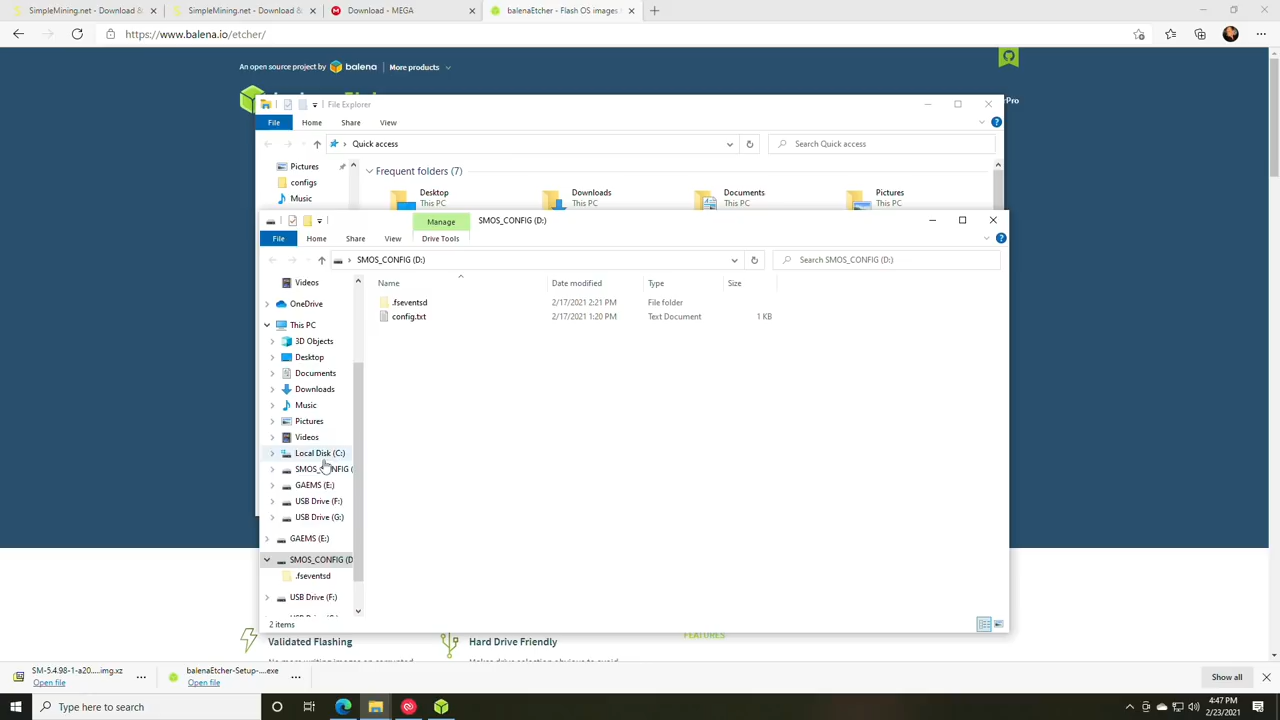 SimpleMining.net - Download &
SimpleMining.net - Download &
Download - MEGA
balenaEtcher - Flash OS images
https://www.balena.io/etcher/
An open source project by balena More products
Pro
File Explorer
File Home Share View
Quick access
Search Quick access
Pictures
configs
Music
Frequent folders (7)
Desktop
This PC
Downloads
This PC
Documents
This PC
Pictures
This PC
Manage
SMOS_CONFIG (D:)
File Home Share View Drive Tools
SMOS_CONFIG (D:)
Search SMOS_CONFIG (D:)
Name Date modified Type Size
.fseventsd 2/17/2021 2:21 PM File folder
config.txt 2/17/2021 1:20 PM Text Document 1 KB
Videos
OneDrive
This PC
3D Objects
Desktop
Documents
Downloads
Music
Pictures
Videos
Local Disk (C:)
SMOS_CONFIG (
GAEMS (E:)
USB Drive (F:)
USB Drive (G:)
GAEMS (E:)
SMOS_CONFIG (D
.fseventsd
USB Drive (F:)
2 items
Validated Flashing
Hard Drive Friendly
FEATURES
SM-5.4.98-1-a20....img.xz
Open file
balenaEtcher-Setup-....exe
Open file
Show all
Type here to search
4:47 PM
2/23/2021